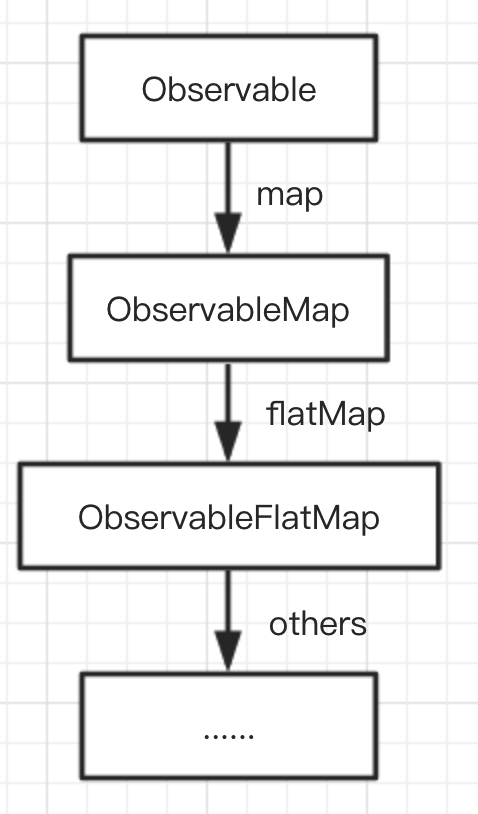 Observable
map
ObservableMap
flatMap
ObservableFlatMap
others
......